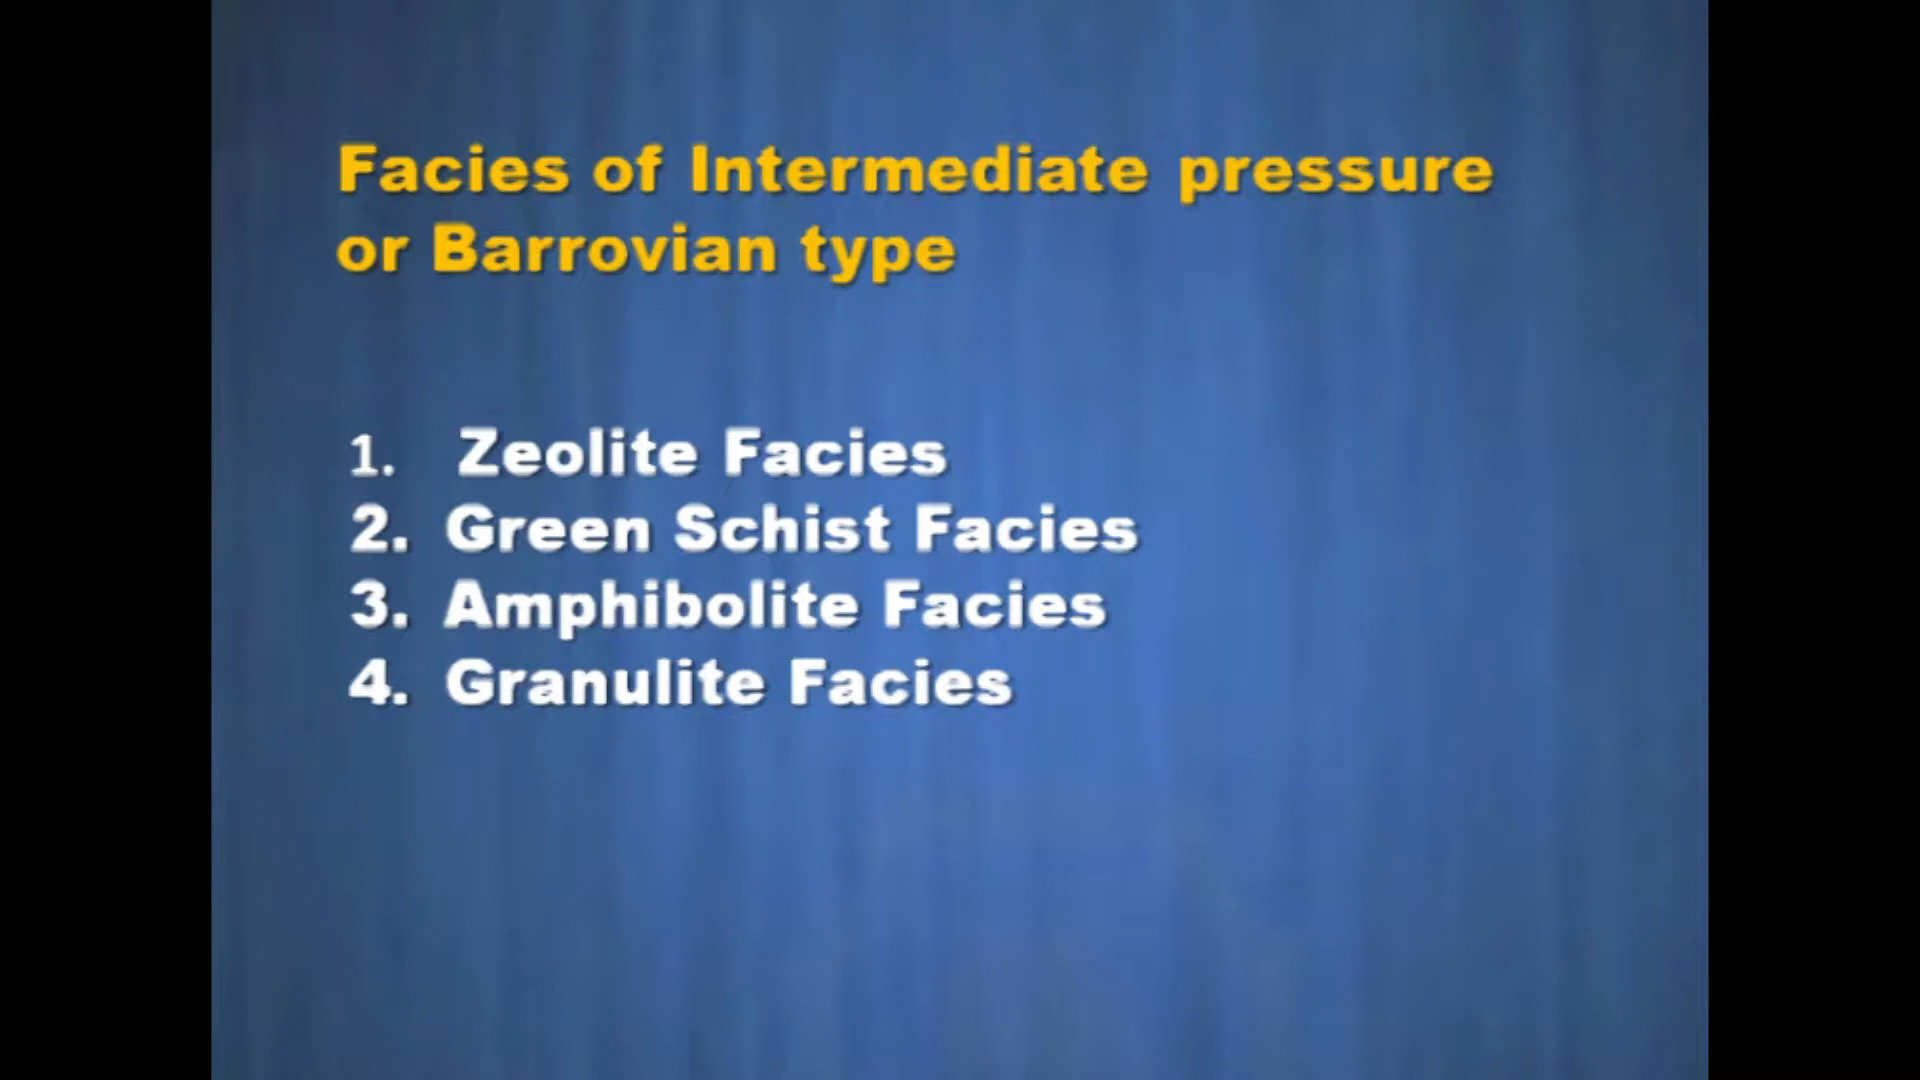 Facies of Intermediate pressure
or Barrovian type
1. Zeolite Facies
2. Green Schist Facies
3. Amphibolite Facies
4. Granulite Facies